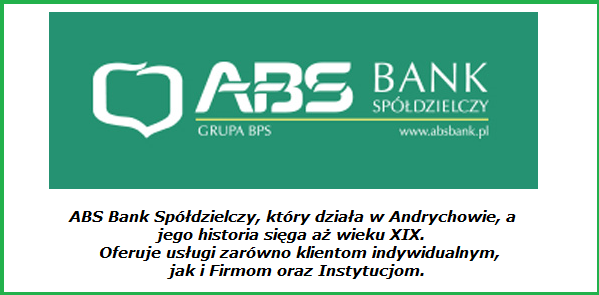 ABS BANK
SPÓŁDZIELCZY
GRUPA BPS www.absbank.pl
ABS Bank Spółdzielczy, który działa w Andrychowie, a
jego historia sięga aż wieku XIX.
Oferuje usługi zarówno klientom indywidualnym,
jak i Firmom oraz Instytucjom.